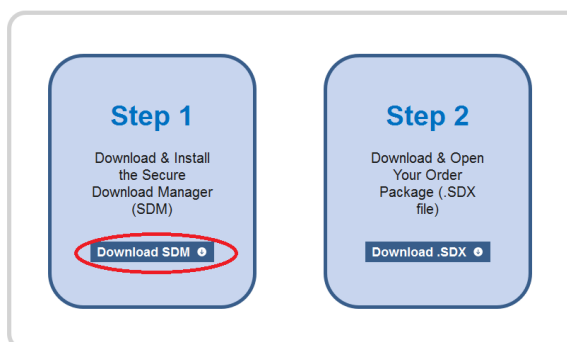 Step 1
Download & Install
the Secure
Download Manager
(SDM)
Download SDM
Step 2
Download & Open
Your Order
Package (.SDX
file)
Download .SDX